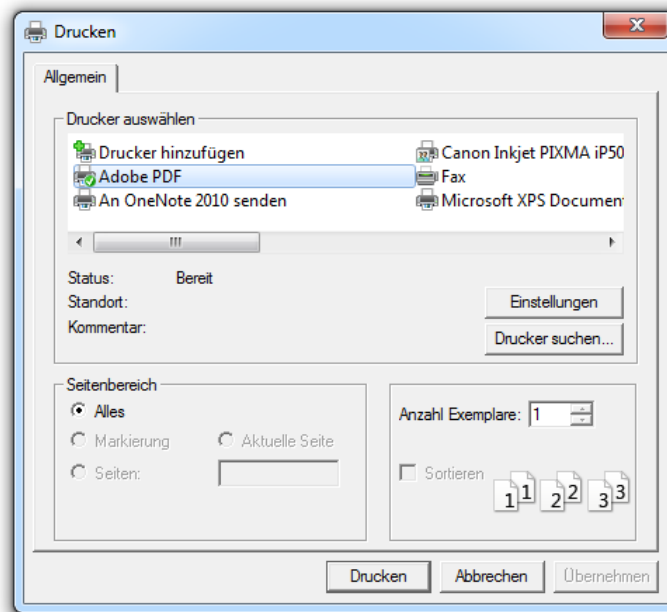 Drucken
Allgemein
Drucker auswählen
Drucker hinzufügen
Canon Inkjet PIXMA iP50
Adobe PDF
Fax
An OneNote 2010 senden
Microsoft XPS Documen
Status: Bereit
Standort:
Einstellungen
Kommentar:
Drucker suchen...
Seitenbereich
Alles
Anzahl Exemplare: 1
Markierung
Aktuelle Seite
Seiten:
Sortieren
1 1 2 2 3 3
Drucken Abbrechen Übernehmen